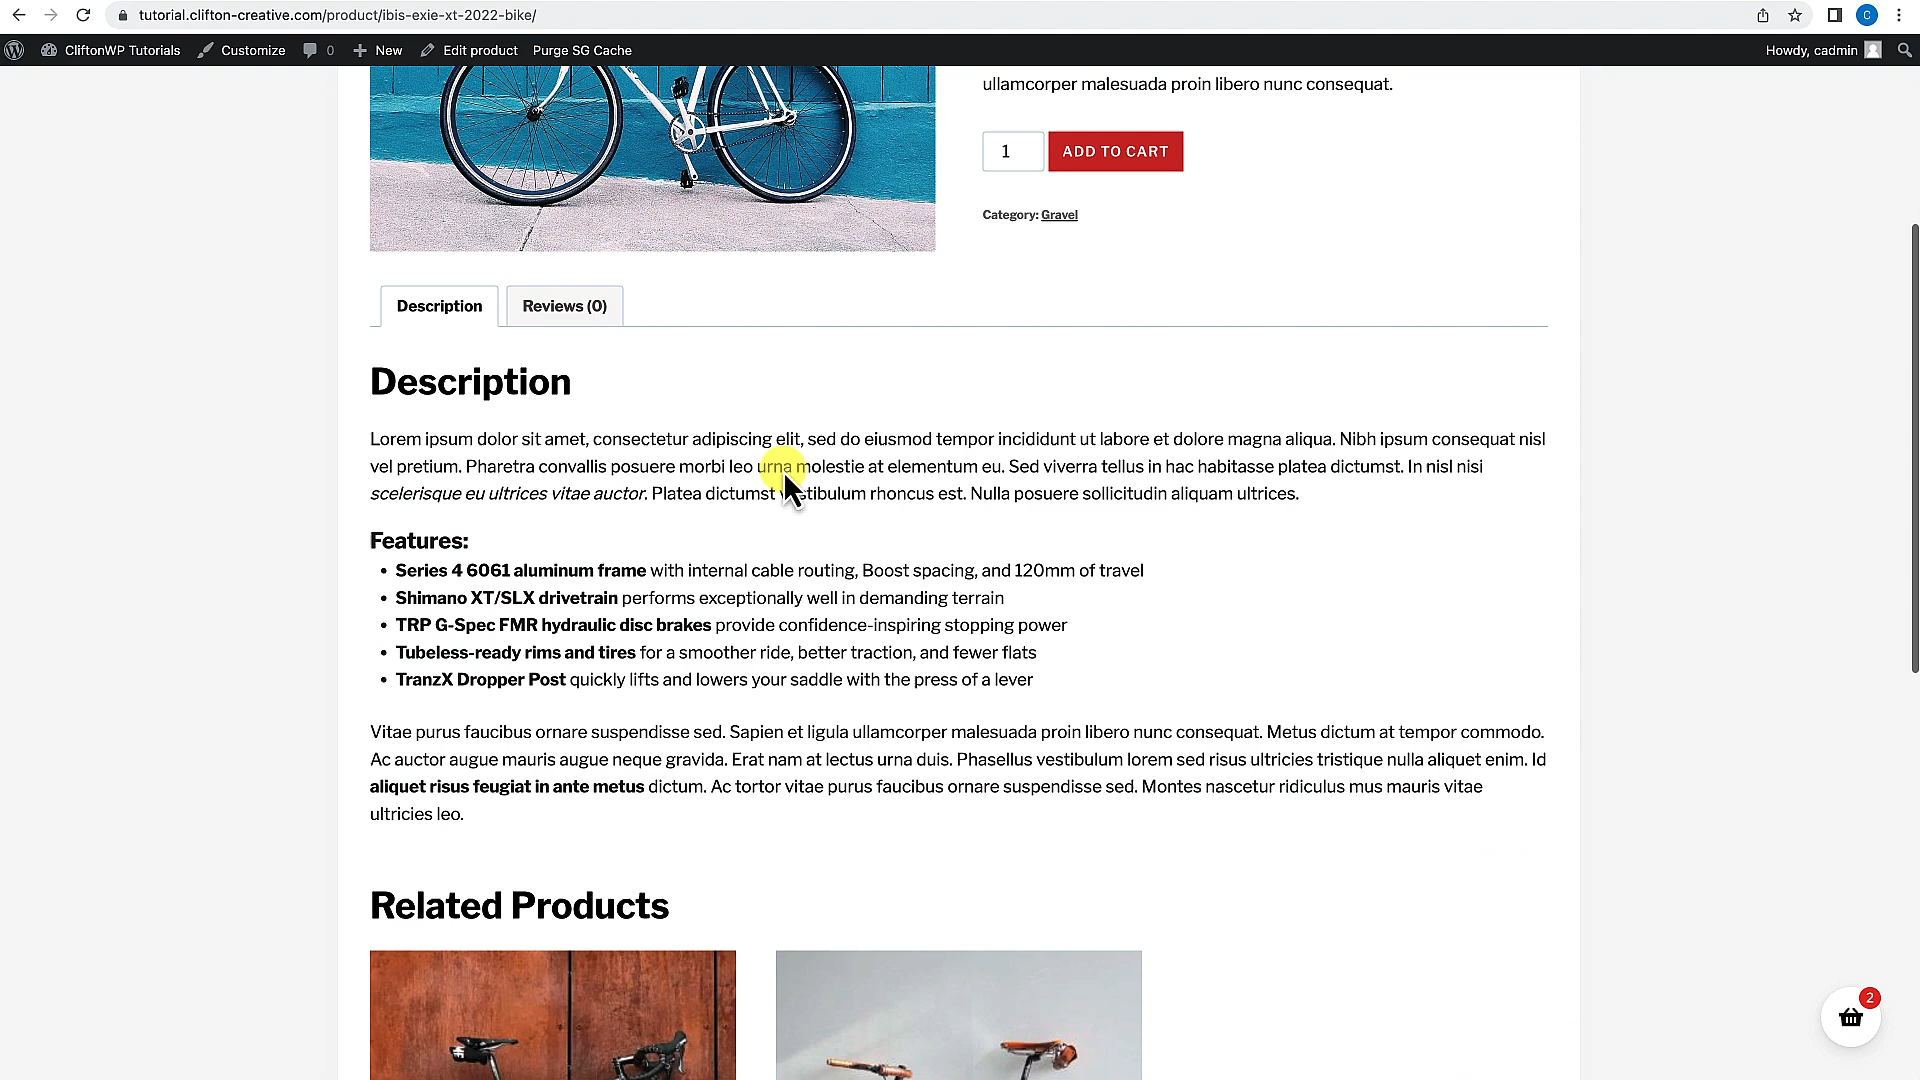 tutorial.clifton-creative.com/product/ibis-exie-xt-2022-bike/
C
CliftonWP Tutorials Customize 0 New Edit product Purge SG Cache Howdy, cadmin
ullamcorper malesuada proin libero nunc consequat.
1 ADD TO CART
Category: Gravel
Description Reviews (0)
Description
Lorem ipsum dolor sit amet, consectetur adipiscing elit, sed do eiusmod tempor incididunt ut labore et dolore magna aliqua. Nibh ipsum consequat nisl
vel pretium. Pharetra convallis posuere morbi leo urna molestie at elementum eu. Sed viverra tellus in hac habitasse platea dictumst. In nisl nisi
scelerisque eu ultrices vitae auctor. Platea dictumst vestibulum rhoncus est. Nulla posuere sollicitudin aliquam ultrices.
Features:
• Series 4 6061 aluminum frame with internal cable routing, Boost spacing, and 120mm of travel
• Shimano XT/SLX drivetrain performs exceptionally well in demanding terrain
• TRP G-Spec FMR hydraulic disc brakes provide confidence-inspiring stopping power
• Tubeless-ready rims and tires for a smoother ride, better traction, and fewer flats
• TranzX Dropper Post quickly lifts and lowers your saddle with the press of a lever
Vitae purus faucibus ornare suspendisse sed. Sapien et ligula ullamcorper malesuada proin libero nunc consequat. Metus dictum at tempor commodo.
Ac auctor augue mauris augue neque gravida. Erat nam at lectus urna duis. Phasellus vestibulum lorem sed risus ultricies tristique nulla aliquet enim. Id
aliquet risus feugiat in ante metus dictum. Ac tortor vitae purus faucibus ornare suspendisse sed. Montes nascetur ridiculus mus mauris vitae
ultricies leo.
Related Products
2